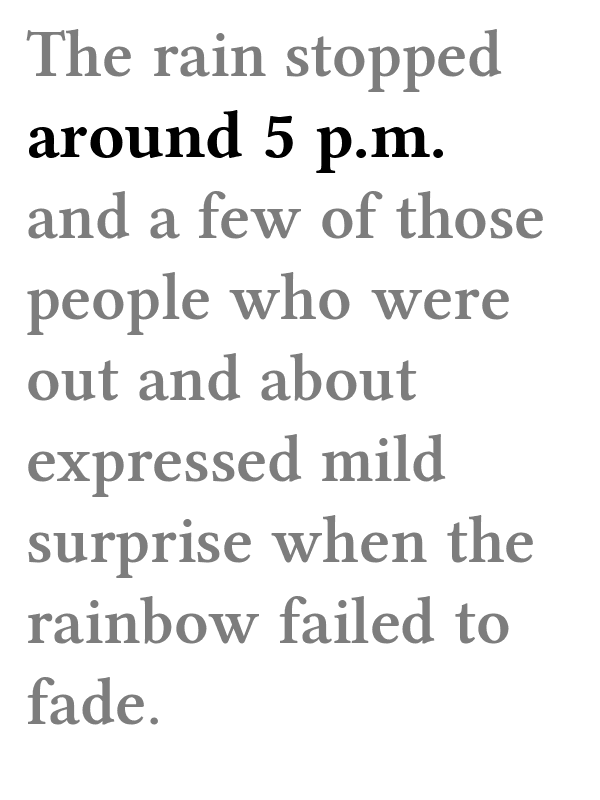 The rain stopped
around 5 p.m.
and a few of those
people who were
out and about
expressed mild
surprise when the
rainbow failed to
fade.